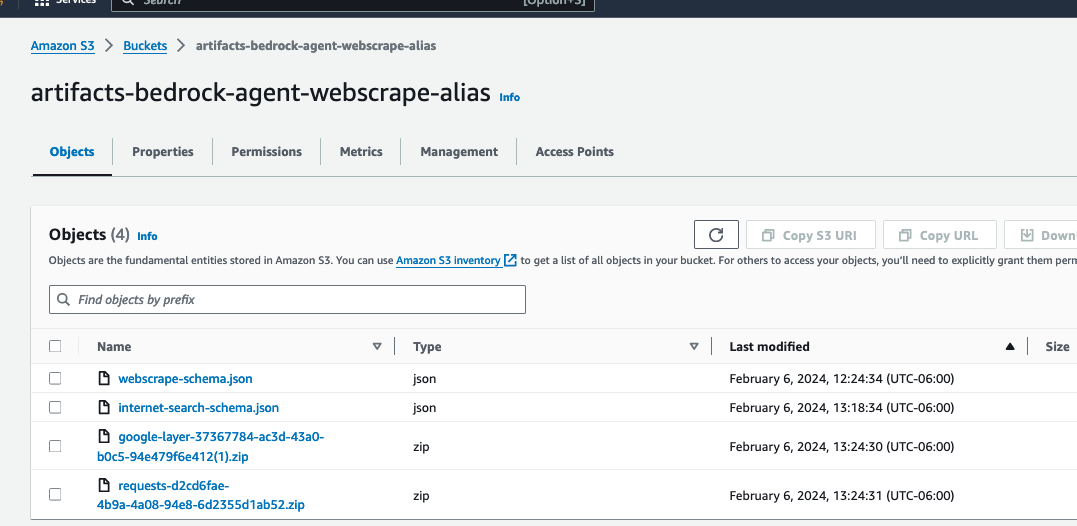 Services Search [Option+S]
Amazon S3 > Buckets > artifacts-bedrock-agent-webscrape-alias
artifacts-bedrock-agent-webscrape-alias Info
Objects Properties Permissions Metrics Management Access Points
Objects (4) Info
Copy S3 URI Copy URL Down
Objects are the fundamental entities stored in Amazon S3. You can use Amazon S3 inventory to get a list of all objects in your bucket. For others to access your objects, you'll need to explicitly grant them perm
Find objects by prefix
Name Type Last modified Size
webscrape-schema.json json February 6, 2024, 12:24:34 (UTC-06:00)
internet-search-schema.json json February 6, 2024, 13:18:34 (UTC-06:00)
google-layer-37367784-ac3d-43a0-
b0c5-94e479f6e412(1).zip zip February 6, 2024, 13:24:30 (UTC-06:00)
requests-d2cd6fae-
4b9a-4a08-94e8-6d2355d1ab52.zip zip February 6, 2024, 13:24:31 (UTC-06:00)